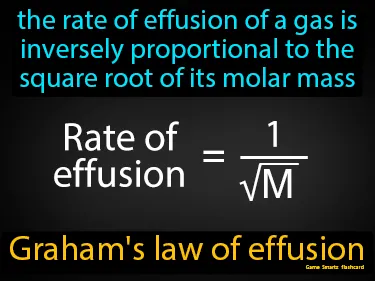 the rate of effusion of a gas is
inversely proportional to the
square root of its molar mass
Rate of
effusion = 1
√M
Graham's law of effusion
Game Smartz flashcard